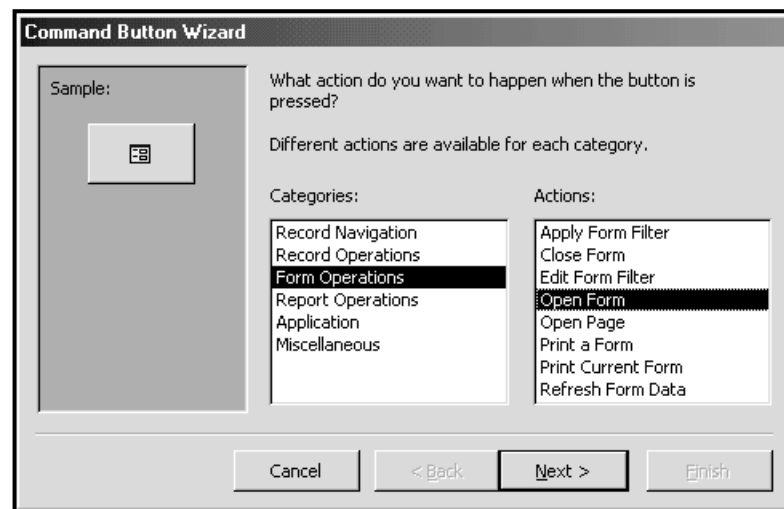 Command Button Wizard
Sample:
What action do you want to happen when the button is
pressed?
Different actions are available for each category.
Categories:
Record Navigation
Record Operations
Form Operations
Report Operations
Application
Miscellaneous
Actions:
Apply Form Filter
Close Form
Edit Form Filter
Open Form
Open Page
Print a Form
Print Current Form
Refresh Form Data
Cancel
< Back
Next >
Finish